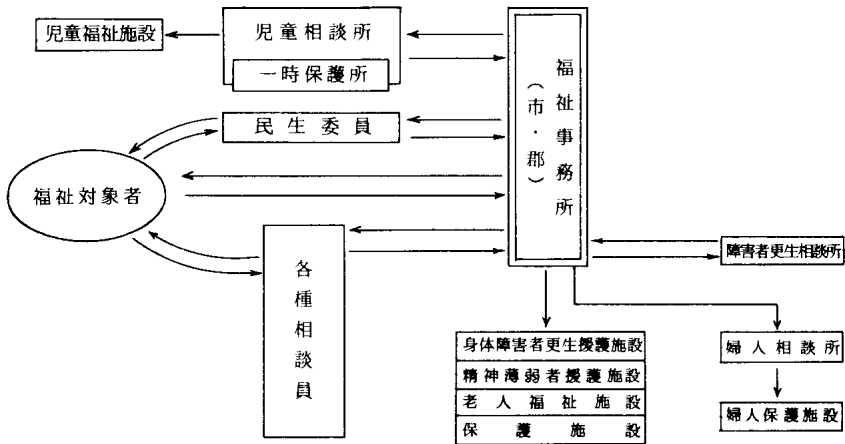 児童福祉施設
児童相談所
一時保護所
民生委員
福祉対象者
各種相談員
福祉事務所
（市・郡）
障害者更生相談所
身体障害者更生援護施設
精神薄弱者援護施設
老人福祉施設
保護施設
婦人相談所
婦人保護施設